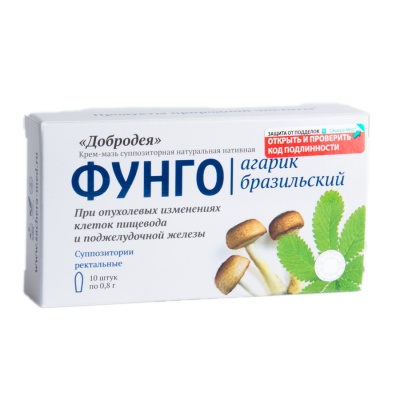 «Добродея»
Крем-мазь суппозиторная натуральная нативная
ФУНГО
агарик
бразильский
ЗАЩИТА ОТ ПОДДЕЛОК
ОТКРЫТЬ И ПРОВЕРИТЬ
КОД ПОДЛИННОСТИ
При опухолевых изменениях
клеток пищевода
и поджелудочной железы
Суппозитории
ректальные
10 штук
по 0,8 г